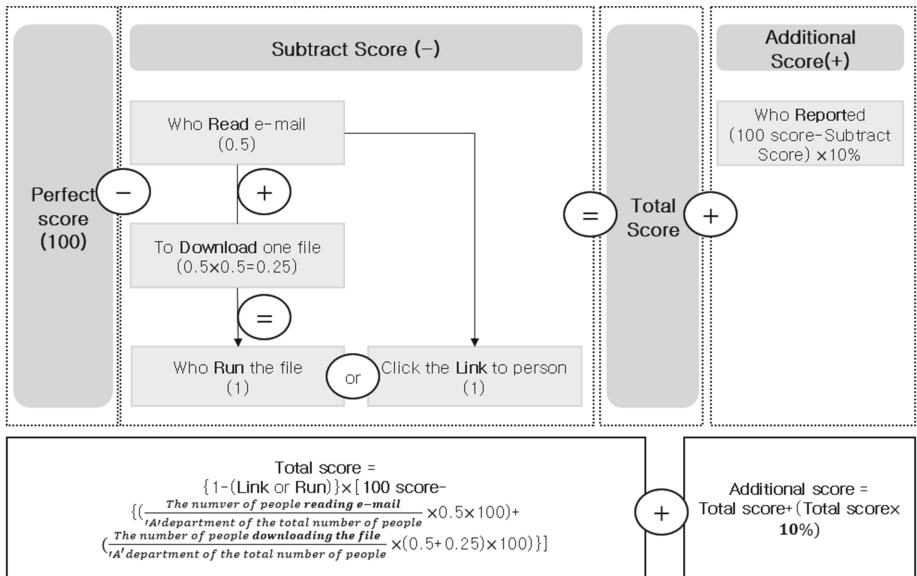 Subtract Score (−)
Additional
Score(+)
Who Read e-mail
(0.5)
Who Reported
(100 score-Subtract
Score) ×10%
Perfect
score
(100)
−
+
=
Total
Score
+
To Download one file
(0.5×0.5=0.25)
=
Who Run the file
(1)
or
Click the Link to person
(1)
Total score =
{1-(Link or Run)}×[100 score-
{(The numver of people reading e-mail
'A'department of the total number of people ×0.5×100)+
(The number of people downloading the file
'A'department of the total number of people ×(0.5+0.25)×100)}]
+
Additional score =
Total score+(Total score×
10%)